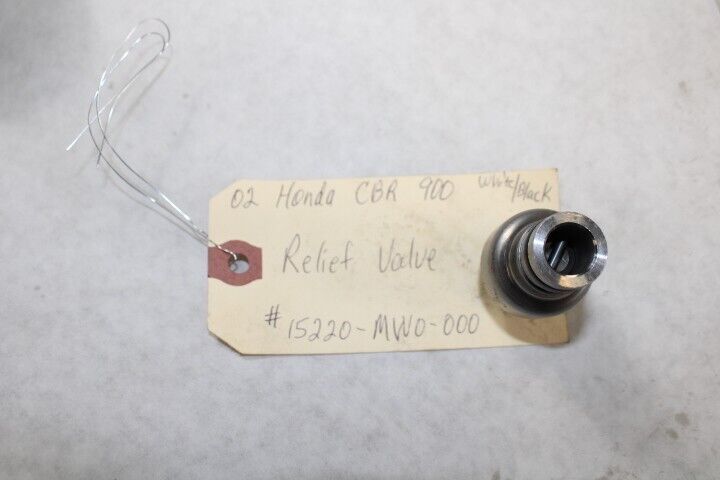 02 Honda CBR 900 White/Black
Relief Valve
#15220-MW0-000